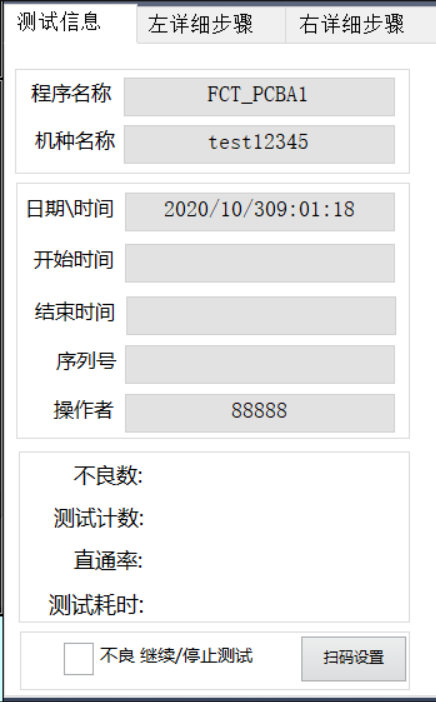 测试信息 左详细步骤 右详细步骤
程序名称 FCT_PCBA1
机种名称 test12345
日期\时间 2020/10/309:01:18
开始时间
结束时间
序列号
操作者 88888
不良数:
测试计数:
直通率:
测试耗时:
不良 继续/停止测试 扫码设置